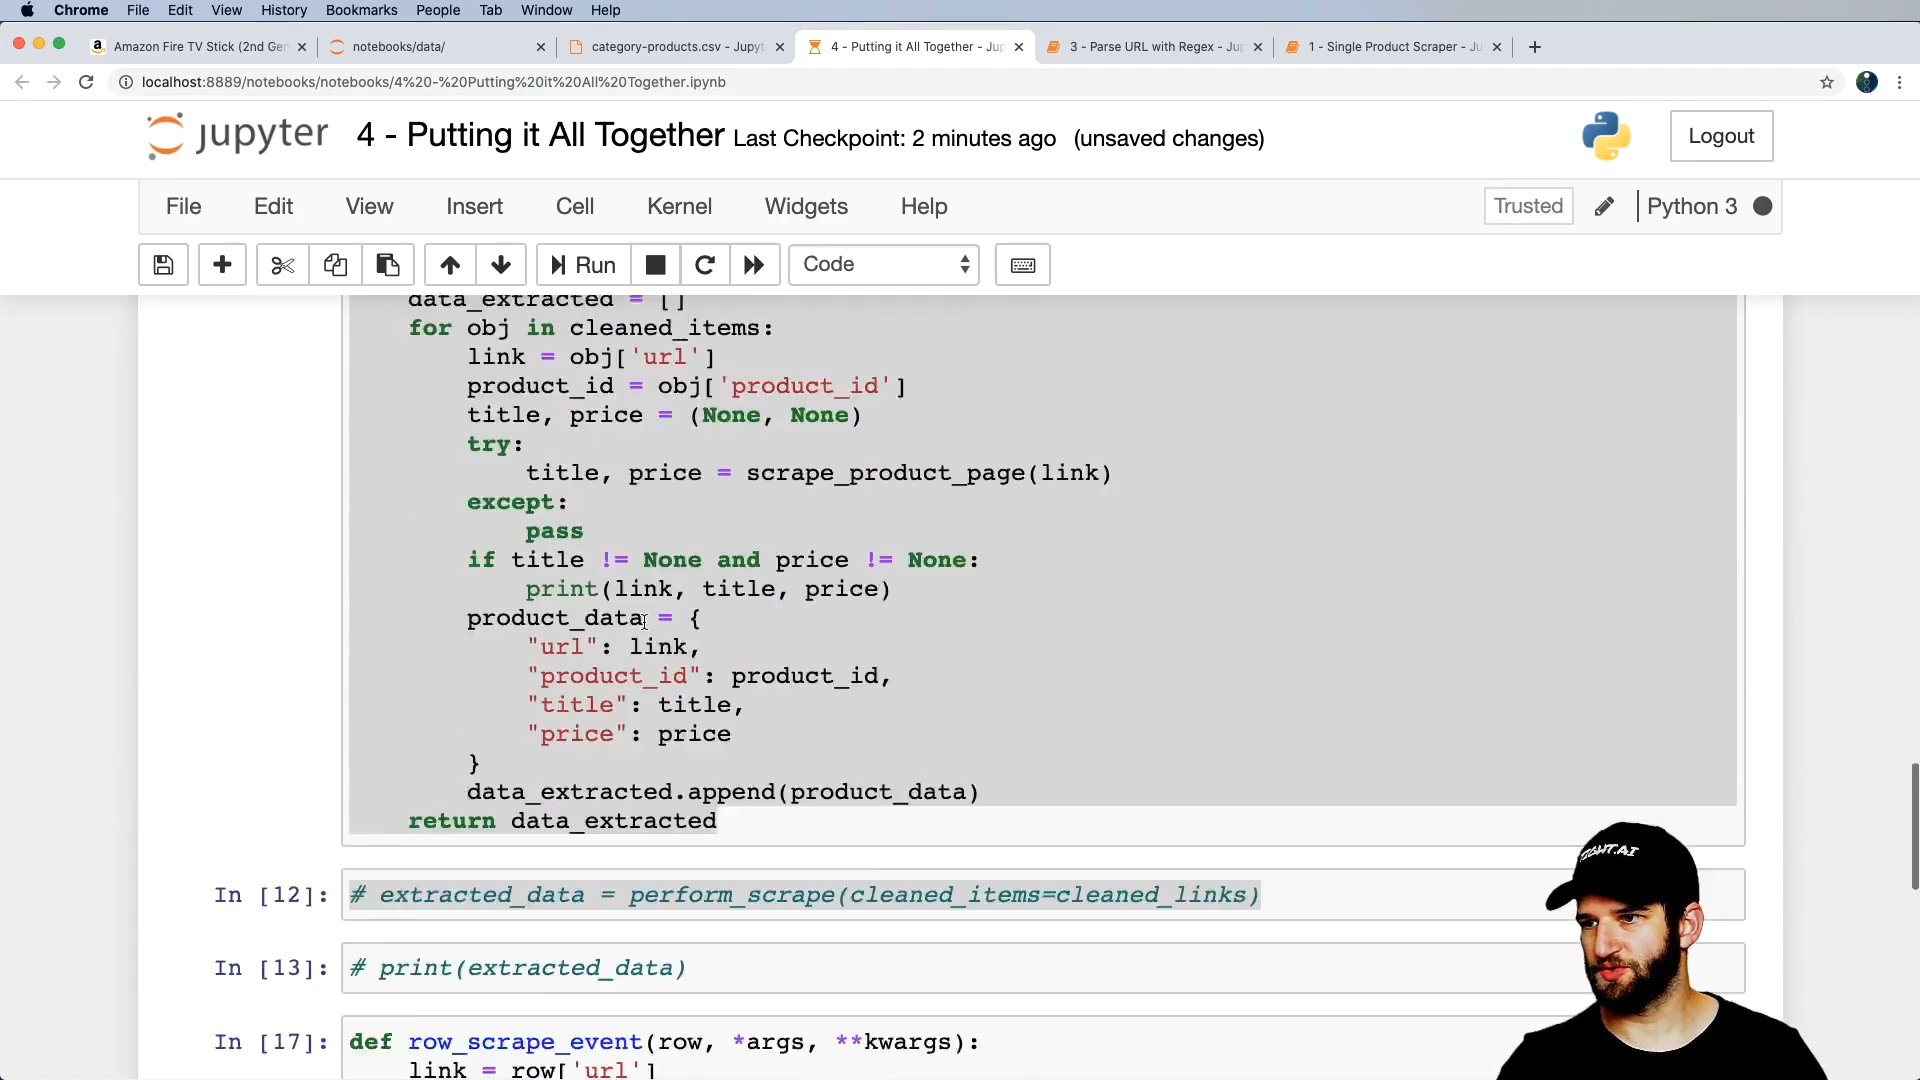 Chrome File Edit View History Bookmarks People Tab Window Help
Amazon Fire TV Stick (2nd Gen
notebooks/data/
category-products.csv - Jupyt
4 - Putting it All Together - Jup
3 - Parse URL with Regex - Jup
1 - Single Product Scraper - Ju
localhost:8889/notebooks/notebooks/4%20-%20Putting%20it%20All%20Together.ipynb
jupyter 4 - Putting it All Together Last Checkpoint: 2 minutes ago (unsaved changes)
Logout
File Edit View Insert Cell Kernel Widgets Help
Trusted
Python 3
Run
Code
data_extracted = []
for obj in cleaned_items:
link = obj['url']
product_id = obj['product_id']
title, price = (None, None)
try:
title, price = scrape_product_page(link)
except:
pass
if title != None and price != None:
print(link, title, price)
product_data = {
"url": link,
"product_id": product_id,
"title": title,
"price": price
}
data_extracted.append(product_data)
return data_extracted
In [12]: # extracted_data = perform_scrape(cleaned_items=cleaned_links)
In [13]: # print(extracted_data)
In [17]: def row_scrape_event(row, *args, **kwargs):
link = row['url']